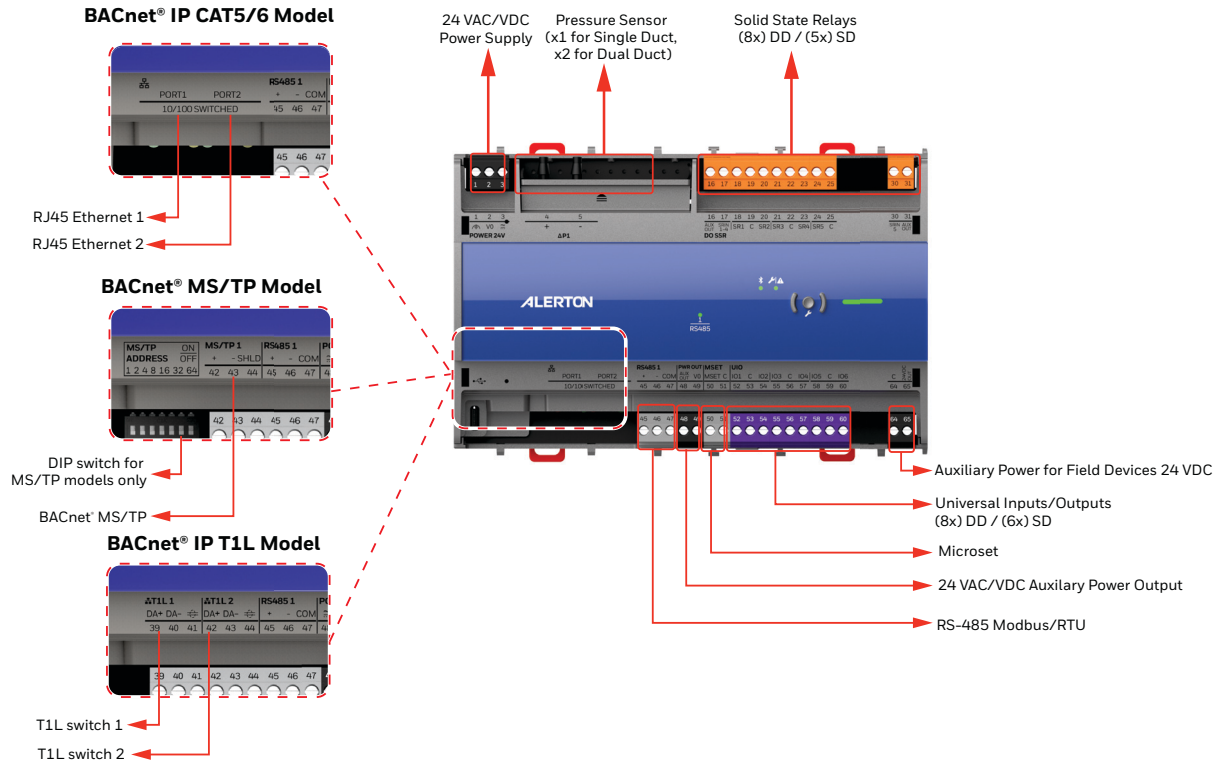 BACnet® IP CAT5/6 Model
PORT1 PORT2
10/100 SWITCHED
RS485 1
+ - COM
45 46 47
45 46 47
RJ45 Ethernet 1
RJ45 Ethernet 2
BACnet® MS/TP Model
MS/TP ON
ADDRESS OFF
1 2 4 8 16 32 64
MS/TP 1 RS485 1
+ - SHLD + - COM
42 43 44 45 46 47
42 43 44 45 46 47
DIP switch for
MS/TP models only
BACnet® MS/TP
BACnet® IP T1L Model
T1L 1 T1L 2 RS485 1
DA+ DA- DA+ DA- + - COM
39 40 41 42 43 44 45 46 47
39 40 41 42 43 44 45 46 47
T1L switch 1
T1L switch 2
24 VAC/VDC
Power Supply
Pressure Sensor
(x1 for Single Duct,
x2 for Dual Duct)
Solid State Relays
(8x) DD / (5x) SD
1 2 3
16 17 18 19 20 21 22 23 24 25 30 31
1 2 3 4 5 16 17 18 19 20 21 22 23 24 25 30 31
V0 + - SR1 C SR2 SR3 C SR4 SR5 C
POWER 24V ΔP1 DO SSR
ALERTON
RS485
RS485 1 PWR OUT MSET UIO
PORT1 PORT2 + - COM AUX OUT V0 MSET C IO1 C IO2 IO3 C IO4 IO5 C IO6 C
10/100 SWITCHED 45 46 47 48 49 50 51 52 53 54 55 56 57 58 59 60 64 65
45 46 47 48 50 52 53 54 55 56 57 58 59 60 64 65
Auxiliary Power for Field Devices 24 VDC
Universal Inputs/Outputs
(8x) DD / (6x) SD
Microset
24 VAC/VDC Auxilary Power Output
RS-485 Modbus/RTU